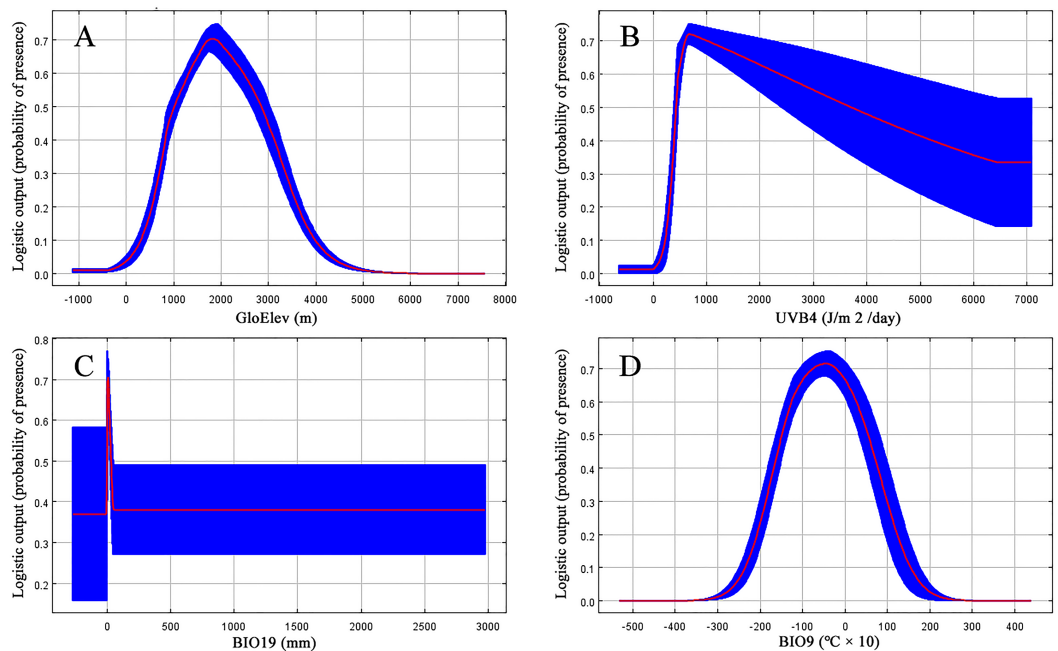 A
Logistic output (probability of presence)
0.7
0.6
0.5
0.4
0.3
0.2
0.1
0.0
-1000 0 1000 2000 3000 4000 5000 6000 7000 8000
GloElev (m)
B
Logistic output (probability of presence)
0.7
0.6
0.5
0.4
0.3
0.2
0.1
0.0
-1000 0 1000 2000 3000 4000 5000 6000 7000
UVB4 (J/m 2 /day)
C
Logistic output (probability of presence)
0.8
0.7
0.6
0.5
0.4
0.3
0.2
0 500 1000 1500 2000 2500 3000
BIO19 (mm)
D
Logistic output (probability of presence)
0.7
0.6
0.5
0.4
0.3
0.2
0.1
0.0
-500 -400 -300 -200 -100 0 100 200 300 400
BIO9 (℃ × 10)